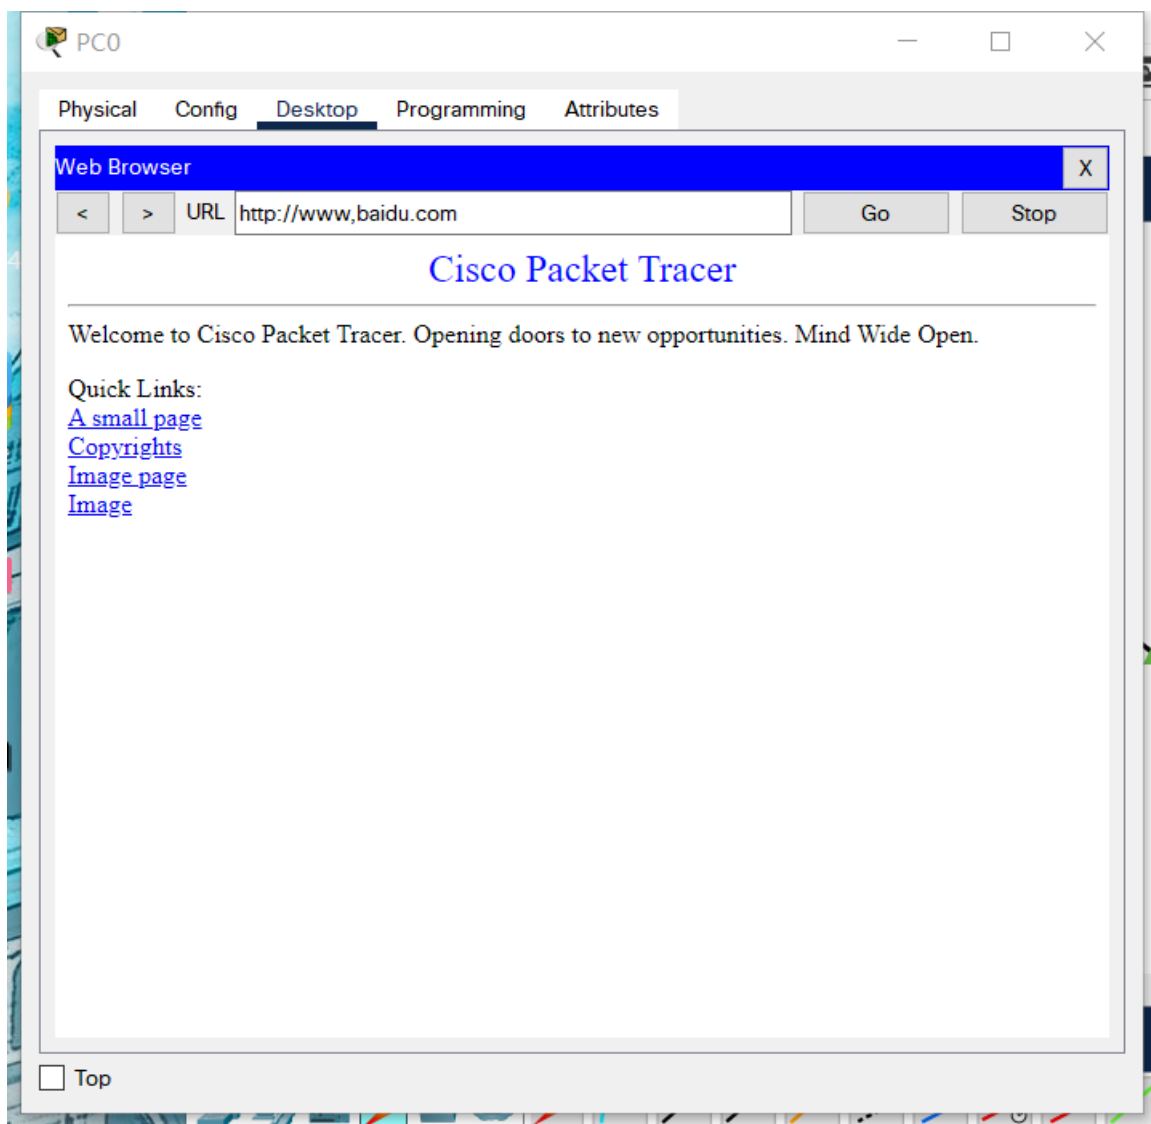 PC0
Physical Config Desktop Programming Attributes
Web Browser X
< > URL http://www,baidu.com Go Stop
Cisco Packet Tracer
Welcome to Cisco Packet Tracer. Opening doors to new opportunities. Mind Wide Open.
Quick Links:
A small page
Copyrights
Image page
Image
Top